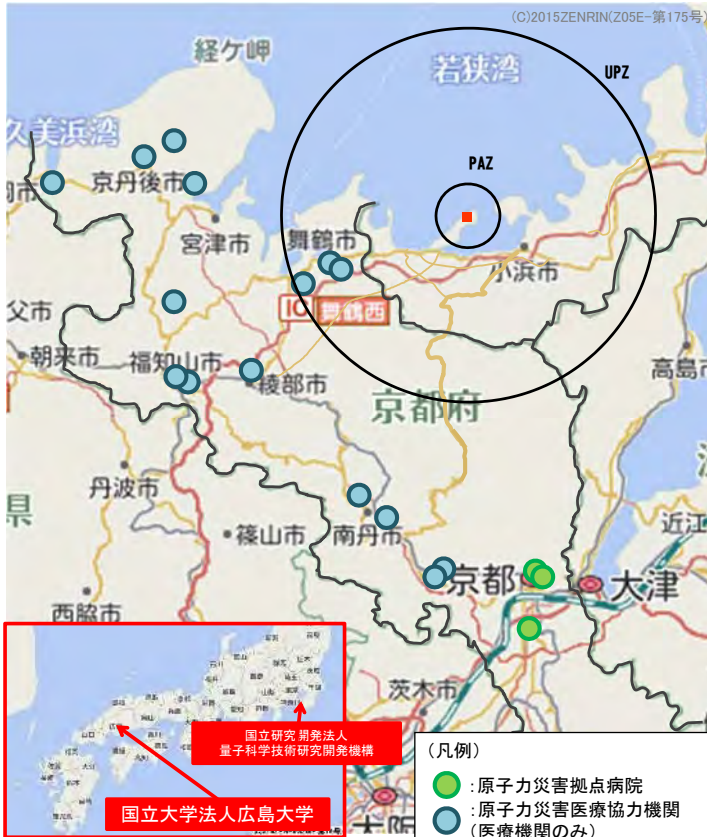 (C)2015ZENRIN(Z05E-第175号)
経ケ岬
若狭湾
UPZ
久美浜湾
PAZ
京丹後市
岡市
宮津市
舞鶴市
小浜市
IC 舞鶴西
父市
朝来市
福知山市
綾部市
高島市
京都府
丹波市
県
南丹市
篠山市
近江
京都
大津
西脇市
茨木市
国立研究開発法人
量子科学技術研究開発機構
国立大学法人広島大学
大阪
(凡例)
:原子力災害拠点病院
:原子力災害医療協力機関
(医療機関のみ)